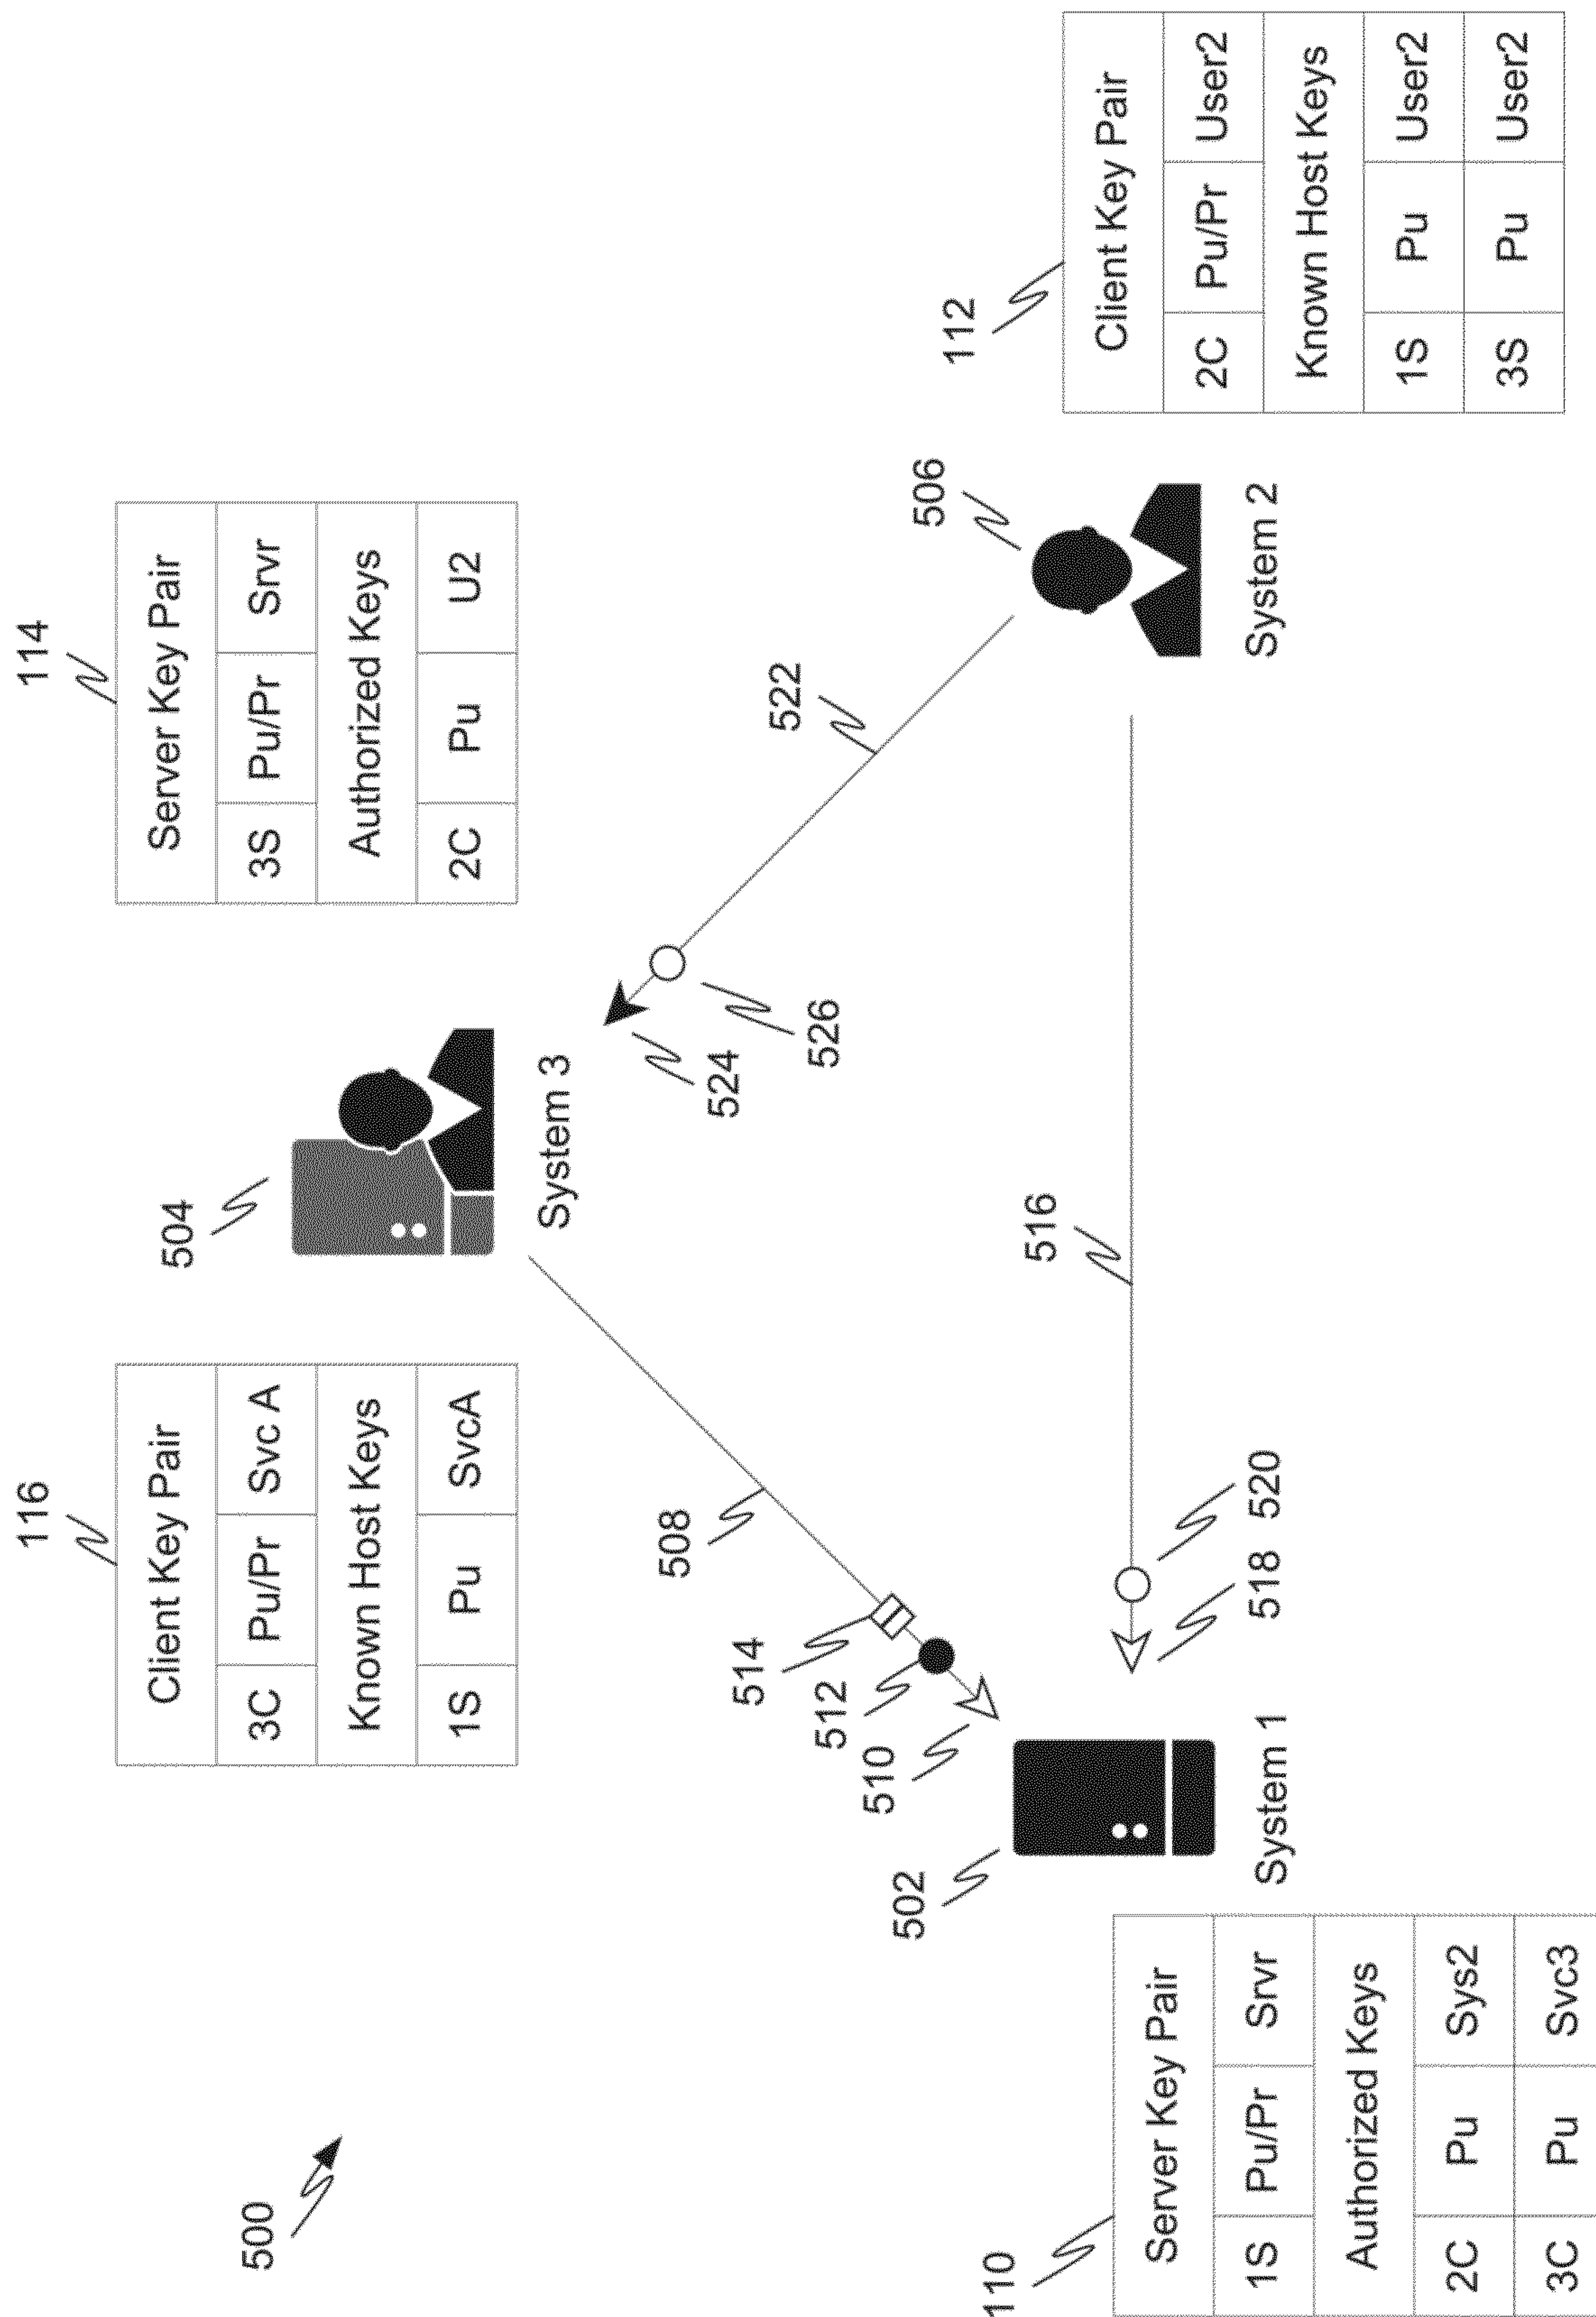 500
116
Client Key Pair
3C Pu/Pr Svc A
Known Host Keys
1S Pu SvcA
504
System 3
114
Server Key Pair
3S Pu/Pr Srvr
Authorized Keys
2C Pu U2
508
514
512
510
524
526
522
502
System 1
516
518
520
506
System 2
110
Server Key Pair
1S Pu/Pr Srvr
Authorized Keys
2C Pu Sys2
3C Pu Svc3
112
Client Key Pair
2C Pu/Pr User2
Known Host Keys
1S Pu User2
3S Pu User2